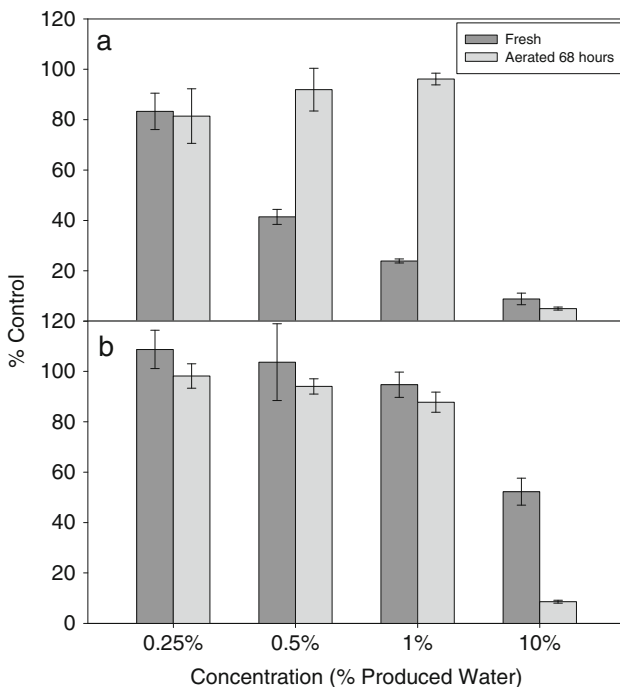 120
a
Fresh
Aerated 68 hours
100
80
60
40
20
% Control
120
b
100
80
60
40
20
0
0.25% 0.5% 1% 10%
Concentration (% Produced Water)